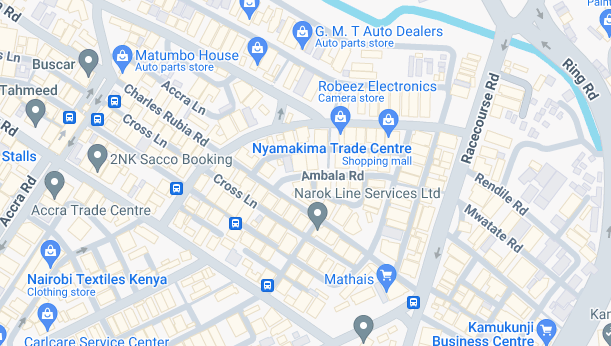 G. M. T Auto Dealers
Auto parts store
Matumbo House
Auto parts store
Buscar
Tahmeed
Robeez Electronics
Camera store
Ring Rd
Racecourse Rd
Accra Ln
Charles Rubia Rd
Cross Ln
Nyamakima Trade Centre
Shopping mall
Stalls
2NK Sacco Booking
Ambala Rd
Narok Line Services Ltd
Cross Ln
Rendile Rd
Mwatate Rd
Accra Rd
Accra Trade Centre
Nairobi Textiles Kenya
Clothing store
Mathais
Carlcare Service Center
Kamukunji
Business Centre